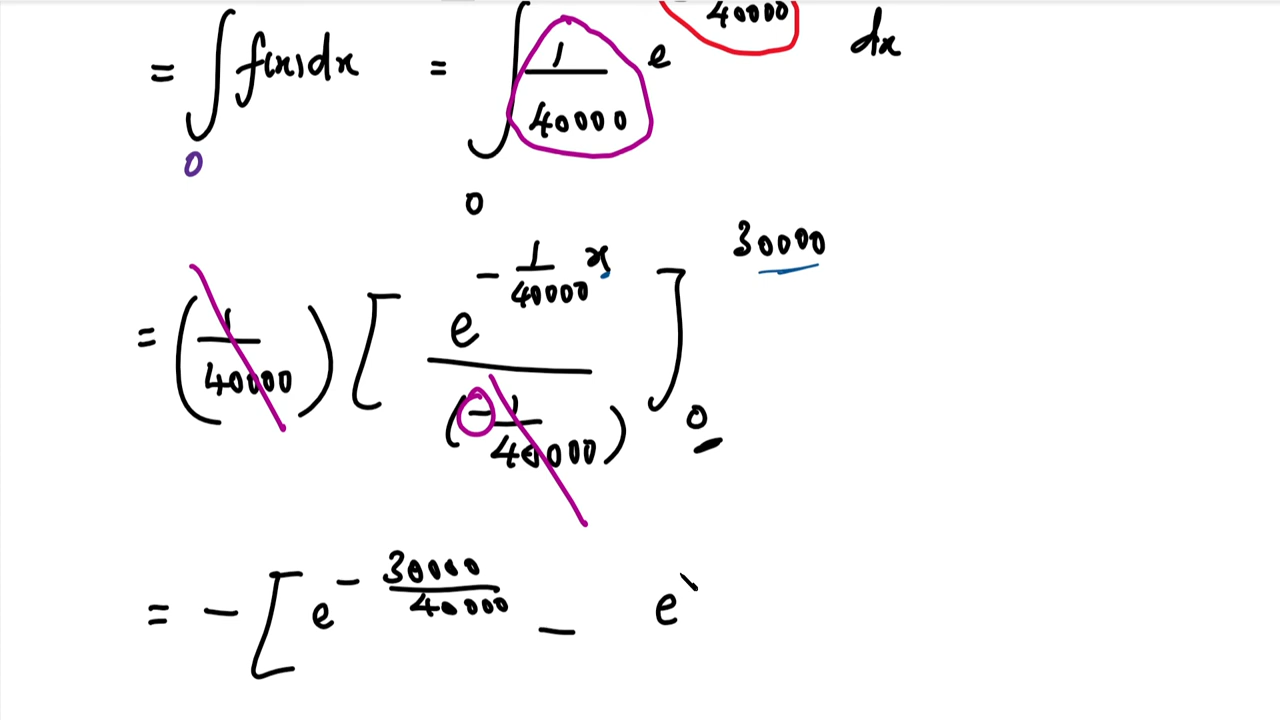 = ∫₀ f(x)dx = ∫₀ 1/40000 e 40000 dx
= (1/40000) [ e^(-1/40000 x) / (-1/40000) ]₀^30000
= - [ e^(-30000/40000) - e